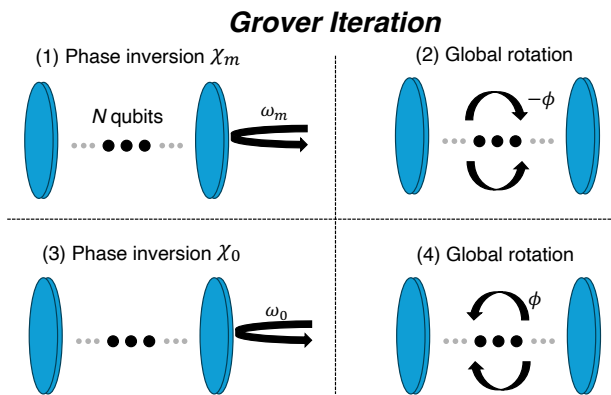 Grover Iteration
(1) Phase inversion χₘ
N qubits
ωₘ
(2) Global rotation
−ϕ
(3) Phase inversion χ₀
ω₀
(4) Global rotation
ϕ